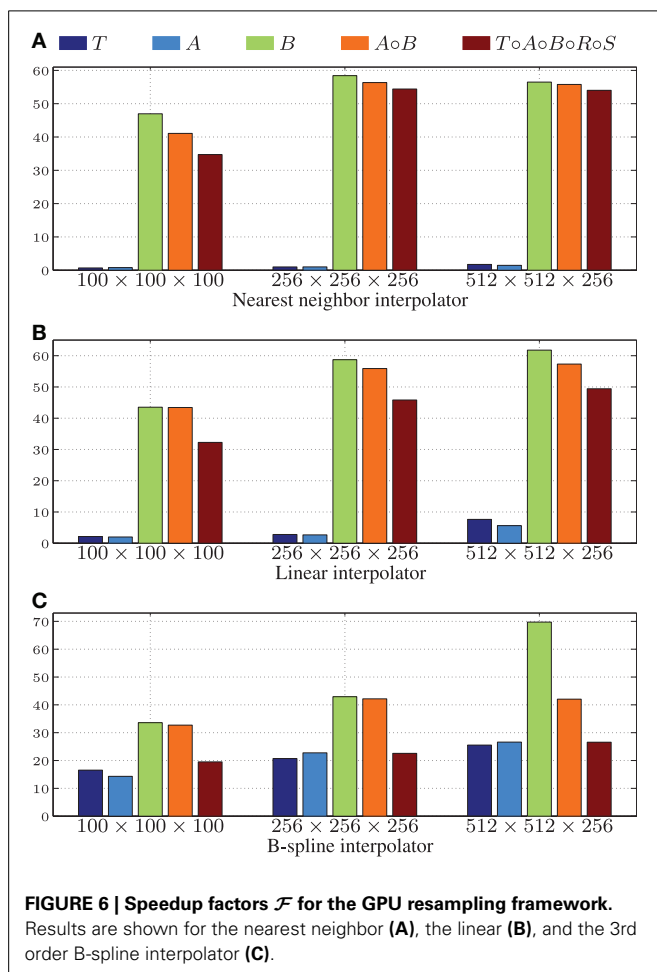 A
T A B A∘B T∘A∘B∘R∘S
60
50
40
30
20
10
0
100 × 100 × 100 256 × 256 × 256 512 × 512 × 256
Nearest neighbor interpolator
B
60
50
40
30
20
10
0
100 × 100 × 100 256 × 256 × 256 512 × 512 × 256
Linear interpolator
C
70
60
50
40
30
20
10
0
100 × 100 × 100 256 × 256 × 256 512 × 512 × 256
B-spline interpolator
FIGURE 6 | Speedup factors ℱ for the GPU resampling framework.
Results are shown for the nearest neighbor (A), the linear (B), and the 3rd
order B-spline interpolator (C).